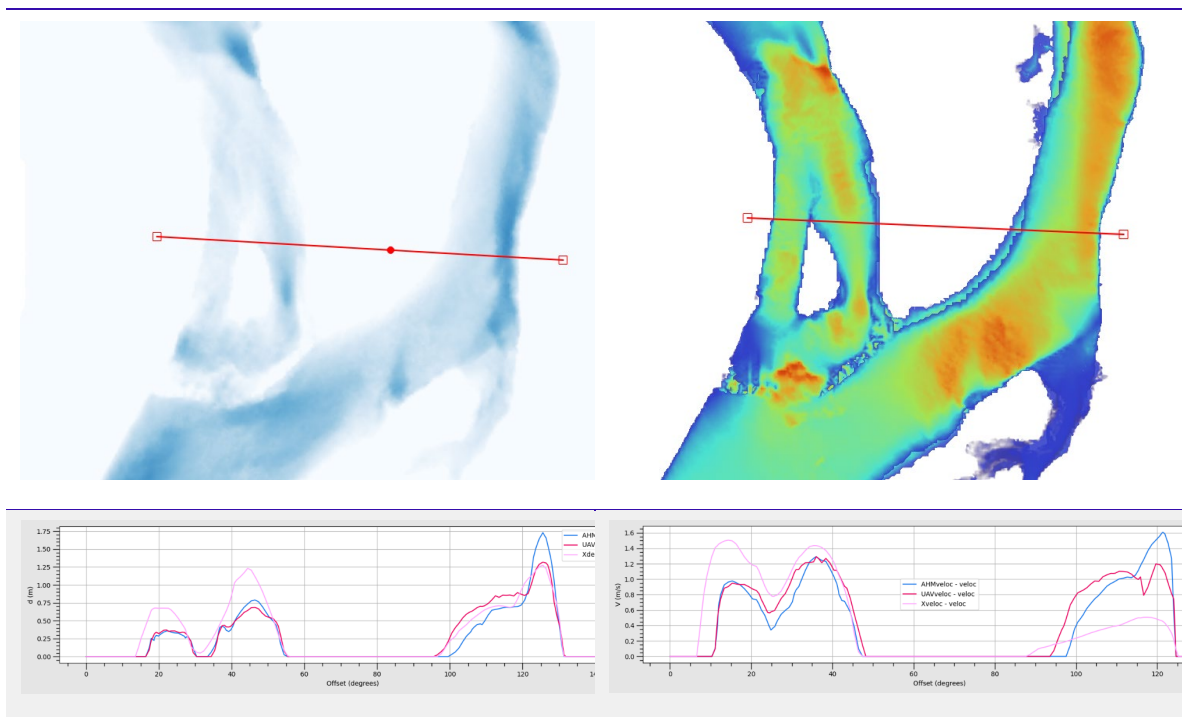 1.75
1.50
1.25
1.00
0.75
0.50
0.25
0.00
d (m)
AHM
UAV
Xde
0 20 40 60 80 100 120
Offset (degrees)
1.6
1.4
1.2
1.0
0.8
0.6
0.4
0.2
0.0
V (m/s)
AHMveloc - veloc
UAVveloc - veloc
Xveloc - veloc
0 20 40 60 80 100 120
Offset (degrees)